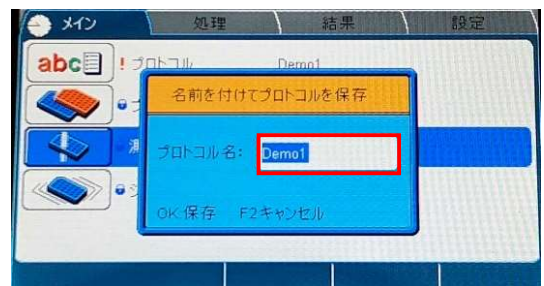 メイン 処理 結果 設定
abc ! プロトコル Demo1
名前を付けてプロトコルを保存
プロトコル名: Demo1
OK 保存 F2キャンセル